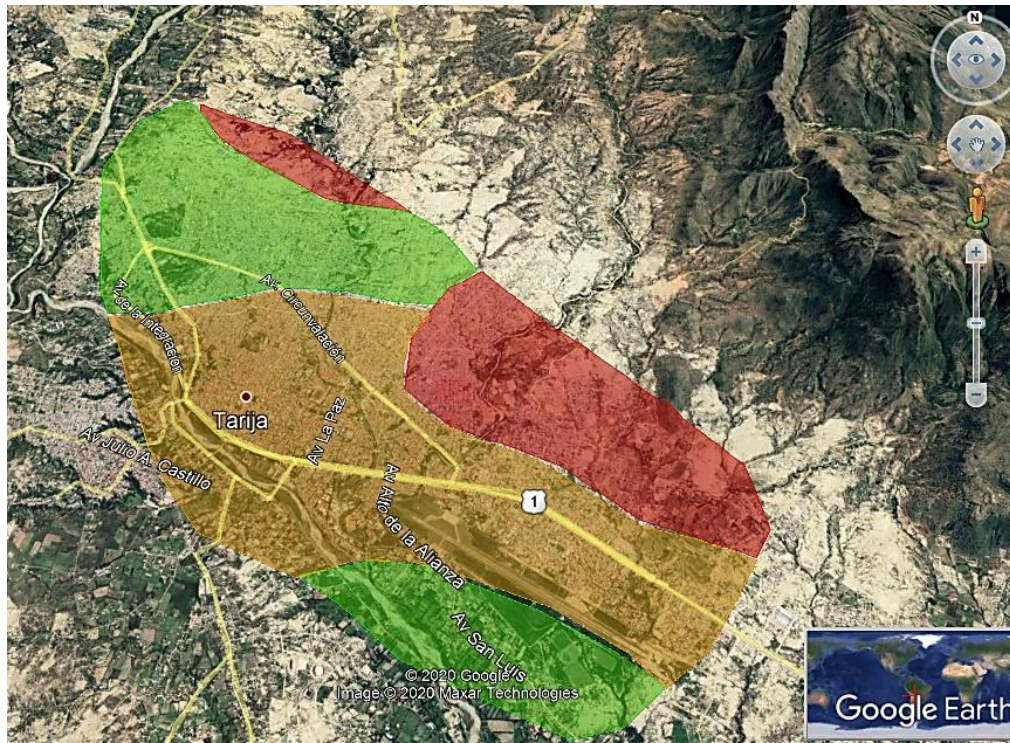 N
Av. de la Integración
Av. Circunvalación
Tarija
Av La Paz
Av Julio A. Castillo
1
Av Alto de la Alianza
Av San Luis
© 2020 Google
Image © 2020 Maxar Technologies
Google Earth